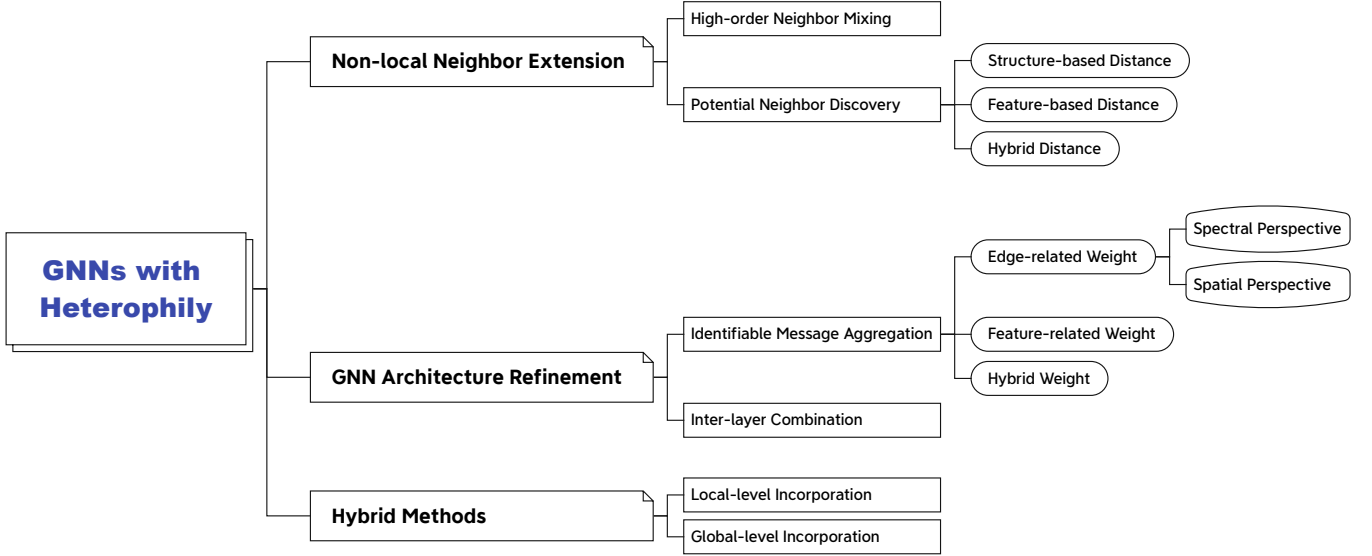 GNNs with
Heterophily
Non-local Neighbor Extension
High-order Neighbor Mixing
Potential Neighbor Discovery
Structure-based Distance
Feature-based Distance
Hybrid Distance
GNN Architecture Refinement
Identifiable Message Aggregation
Edge-related Weight
Spectral Perspective
Spatial Perspective
Feature-related Weight
Hybrid Weight
Inter-layer Combination
Hybrid Methods
Local-level Incorporation
Global-level Incorporation